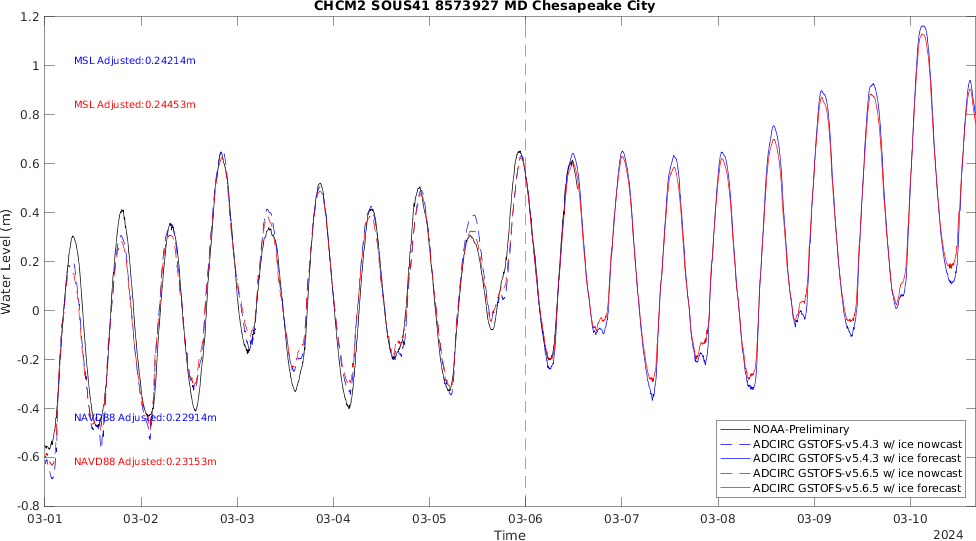 CHCM2 SOUS41 8573927 MD Chesapeake City
1.2
1
0.8
0.6
0.4
0.2
0
-0.2
-0.4
-0.6
-0.8
Water Level (m)
MSL Adjusted:0.24214m
MSL Adjusted:0.24453m
NAVD88 Adjusted:0.22914m
NAVD88 Adjusted:0.23153m
NOAA-Preliminary
ADCIRC GSTOFS-v5.4.3 w/ ice nowcast
ADCIRC GSTOFS-v5.4.3 w/ ice forecast
ADCIRC GSTOFS-v5.6.5 w/ ice nowcast
ADCIRC GSTOFS-v5.6.5 w/ ice forecast
03-01 03-02 03-03 03-04 03-05 03-06 03-07 03-08 03-09 03-10
Time
2024